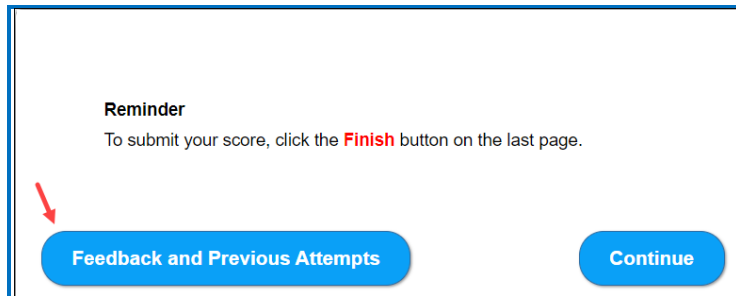 Reminder
To submit your score, click the Finish button on the last page.
Feedback and Previous Attempts
Continue